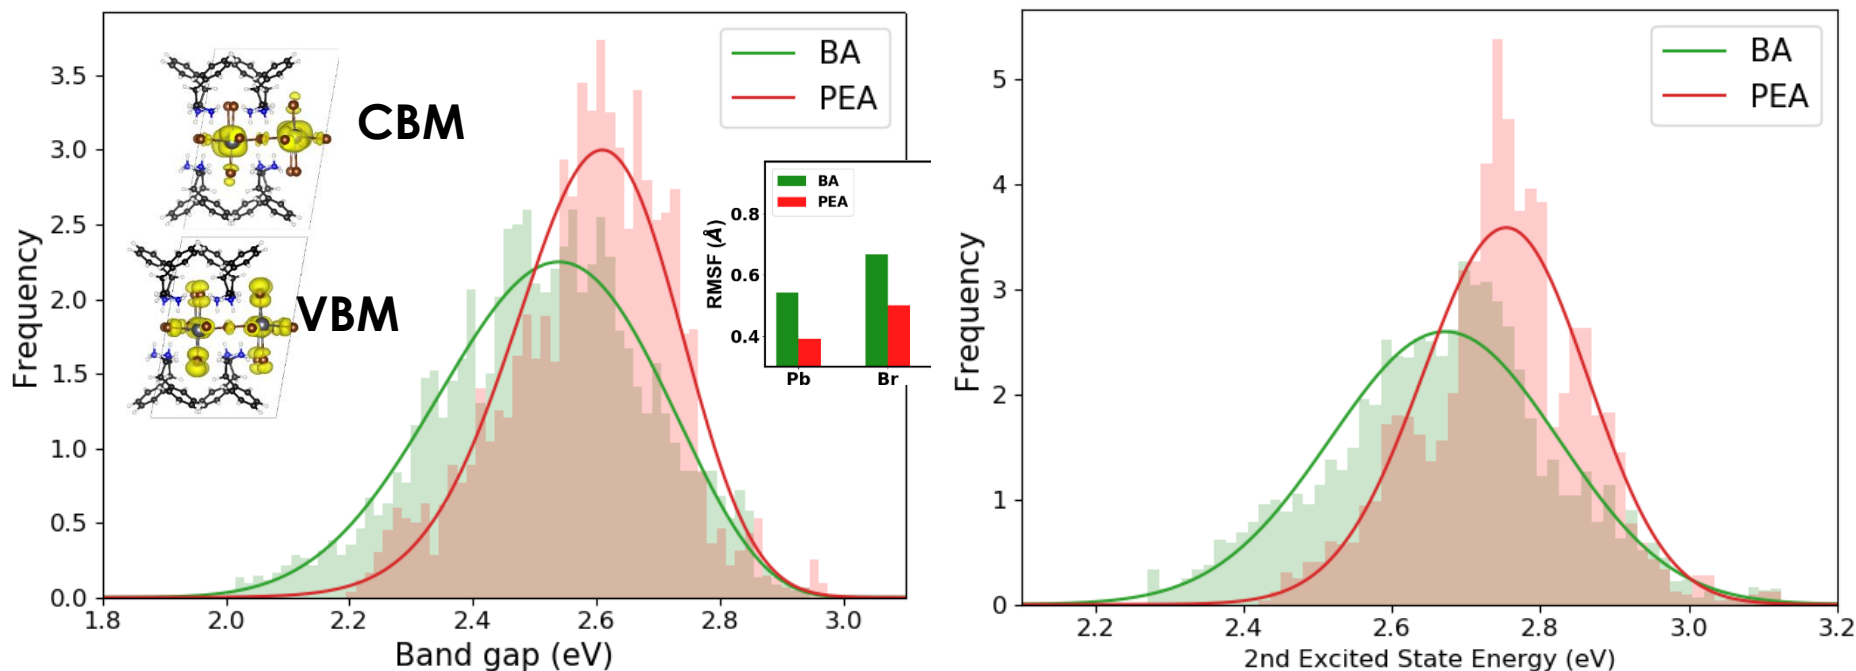 CBM
VBM
BA
PEA
3.5
3.0
2.5
2.0
1.5
1.0
0.5
0.0
Frequency
1.8
2.0
2.2
2.4
2.6
2.8
3.0
Band gap (eV)
BA
PEA
0.8
0.6
0.4
RMSF (Å)
Pb
Br
BA
PEA
5
4
3
2
1
0
Frequency
2.2
2.4
2.6
2.8
3.0
3.2
2nd Excited State Energy (eV)